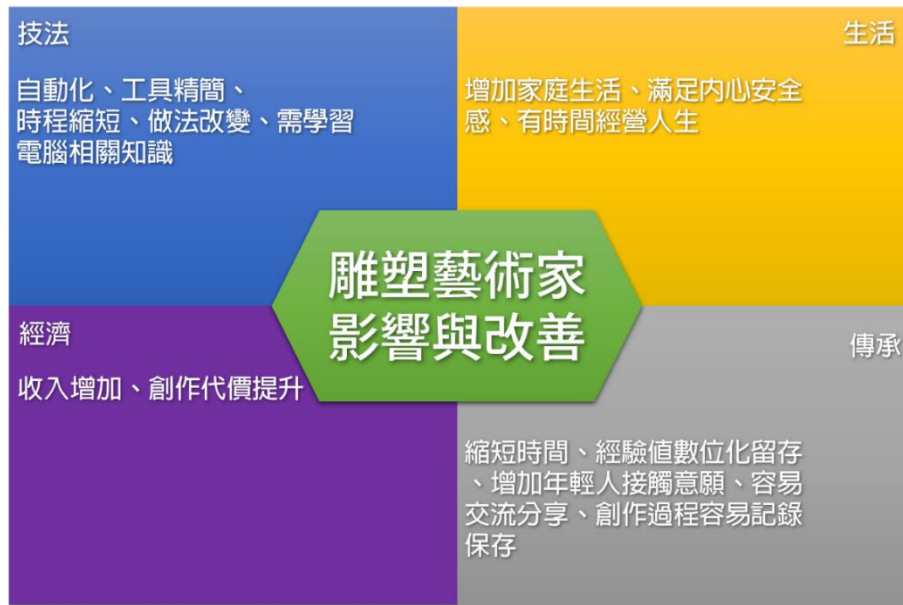 技法
自動化、工具精簡、
時程縮短、做法改變、需學習
電腦相關知識
生活
增加家庭生活、滿足內心安全
感、有時間經營人生
雕塑藝術家
影響與改善
經濟
收入增加、創作代價提升
傳承
縮短時間、經驗值數位化留存
、增加年輕人接觸意願、容易
交流分享、創作過程容易記錄
保存